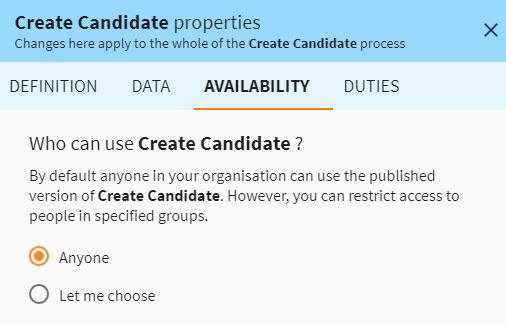 Create Candidate properties
Changes here apply to the whole of the Create Candidate process
DEFINITION DATA AVAILABILITY DUTIES
Who can use Create Candidate ?
By default anyone in your organisation can use the published
version of Create Candidate. However, you can restrict access to
people in specified groups.
Anyone
Let me choose